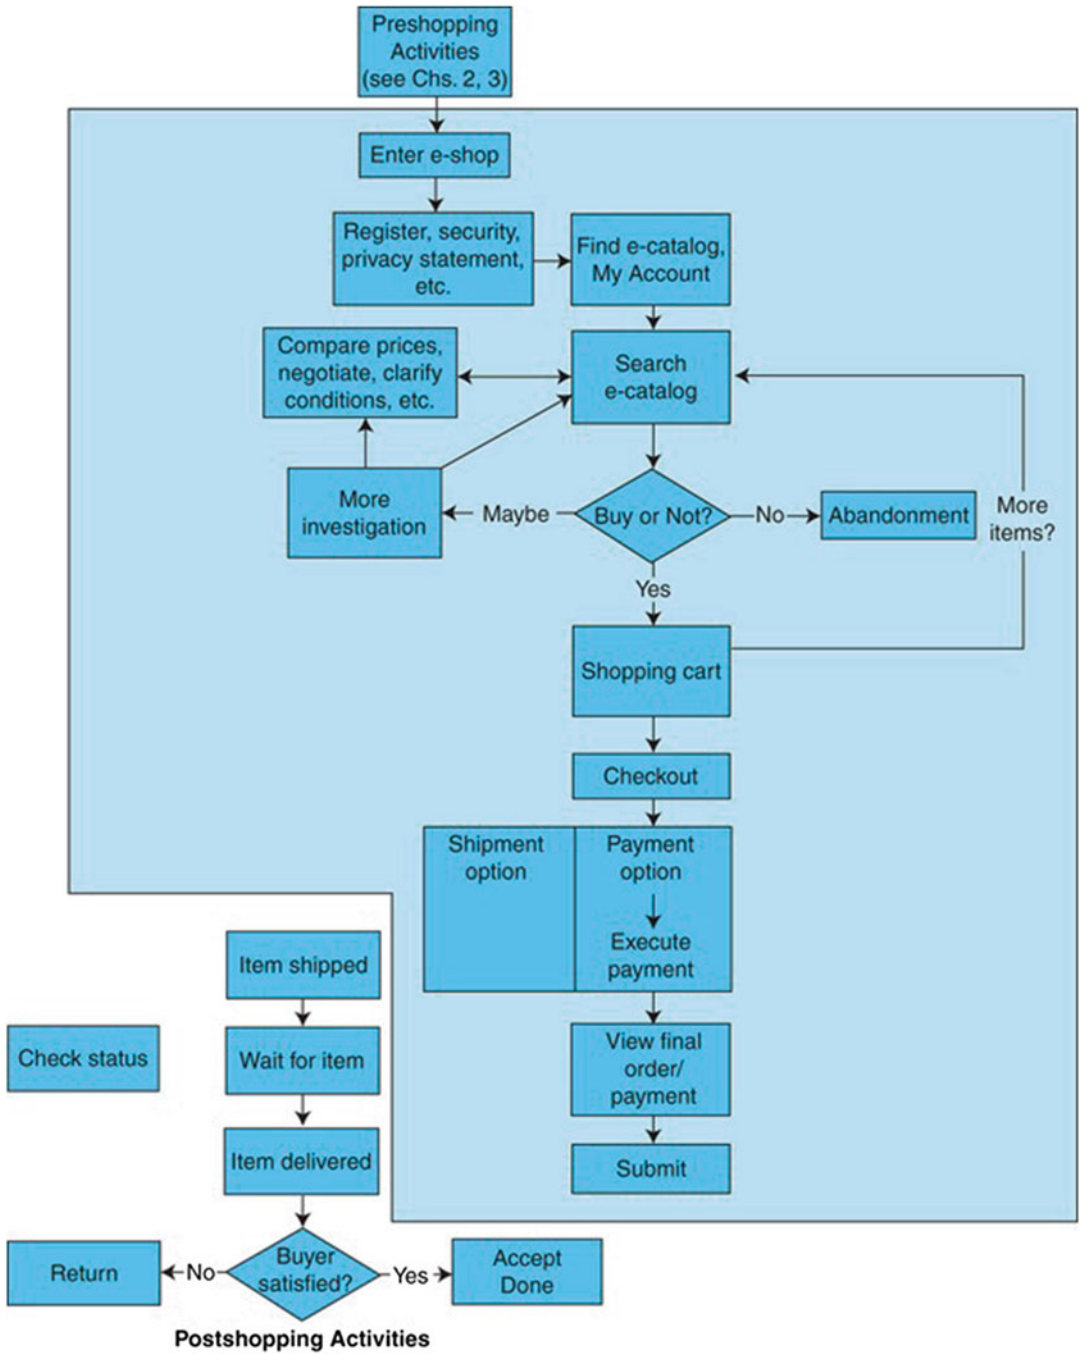 Preshopping
Activities
(see Chs. 2, 3)
Enter e-shop
Register, security,
privacy statement,
etc.
Find e-catalog,
My Account
Compare prices,
negotiate, clarify
conditions, etc.
Search
e-catalog
More
investigation
Maybe
Buy or Not?
No
Abandonment
More
items?
Yes
Shopping cart
Checkout
Shipment
option
Payment
option
Execute
payment
View final
order/
payment
Submit
Item shipped
Check status
Wait for item
Item delivered
Return
No
Buyer
satisfied?
Yes
Accept
Done
Postshopping Activities